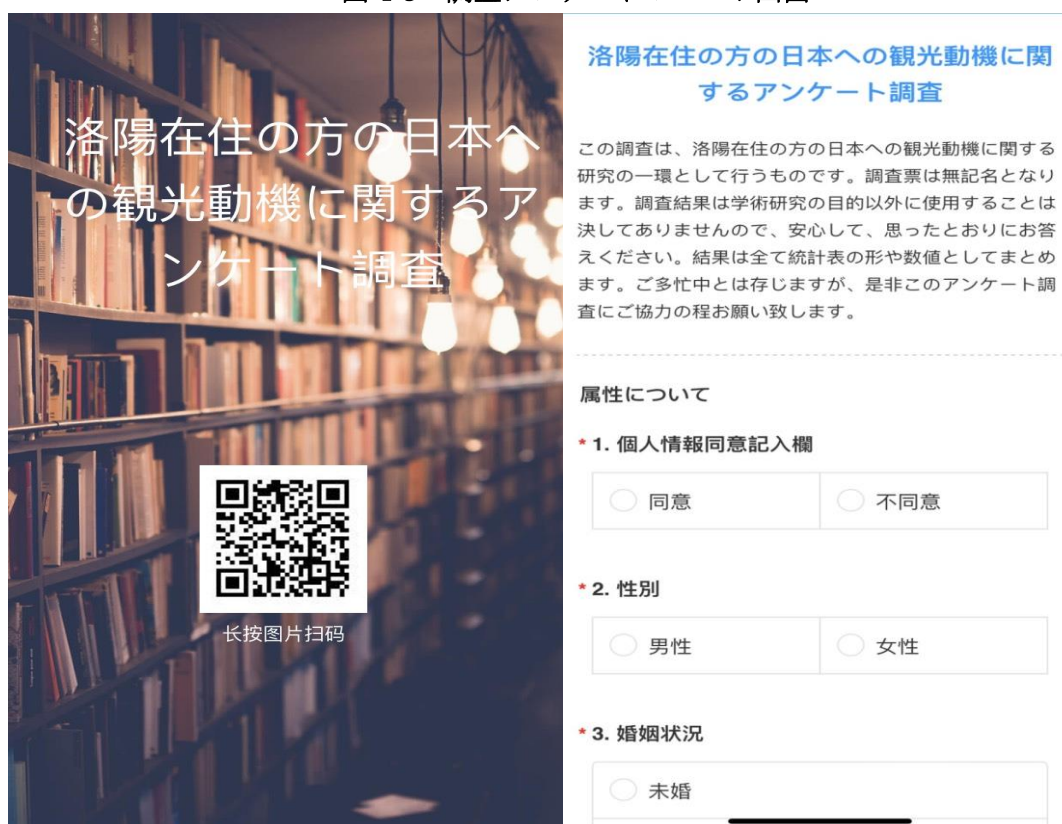 洛陽在住の方の日本へ
の観光動機に関するア
ンケート調査
长按图片扫码
洛陽在住の方の日本への観光動機に関
するアンケート調査
この調査は、洛陽在住の方の日本への観光動機に関する
研究の一環として行うものです。調査票は無記名となり
ます。調査結果は学術研究の目的以外に使用することは
決してありませんので、安心して、思ったとおりにお答
えください。結果は全て統計表の形や数値としてまとめ
ます。ご多忙中とは存じますが、是非このアンケート調
査にご協力の程お願い致します。
属性について
* 1. 個人情報同意記入欄
同意
不同意
* 2. 性別
男性
女性
* 3. 婚姻状況
未婚